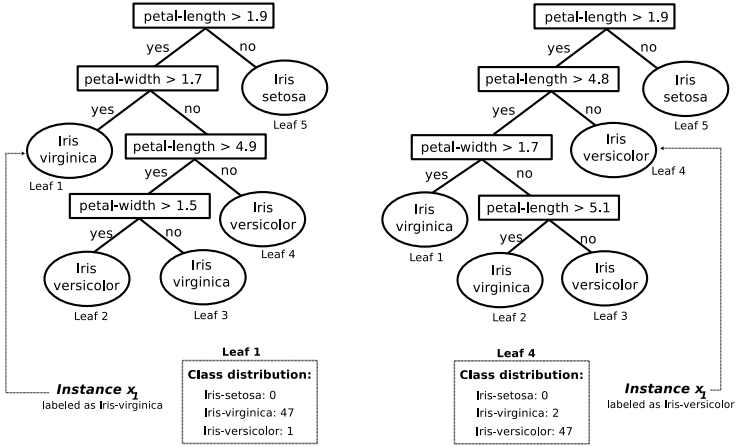 petal-length > 1.9
yes
no
petal-width > 1.7
Iris
setosa
Leaf 5
yes
no
Iris
virginica
Leaf 1
petal-length > 4.9
yes
no
petal-width > 1.5
Iris
versicolor
Leaf 4
yes
no
Iris
versicolor
Leaf 2
Iris
virginica
Leaf 3
Instance x1
labeled as Iris-virginica
Leaf 1
Class distribution:
Iris-setosa: 0
Iris-virginica: 47
Iris-versicolor: 1
petal-length > 1.9
yes
no
petal-length > 4.8
Iris
setosa
Leaf 5
yes
no
petal-width > 1.7
Iris
versicolor
Leaf 4
yes
no
Iris
virginica
Leaf 1
petal-length > 5.1
yes
no
Iris
virginica
Leaf 2
Iris
versicolor
Leaf 3
Leaf 4
Class distribution:
Iris-setosa: 0
Iris-virginica: 2
Iris-versicolor: 47
Instance x1
labeled as Iris-versicolor